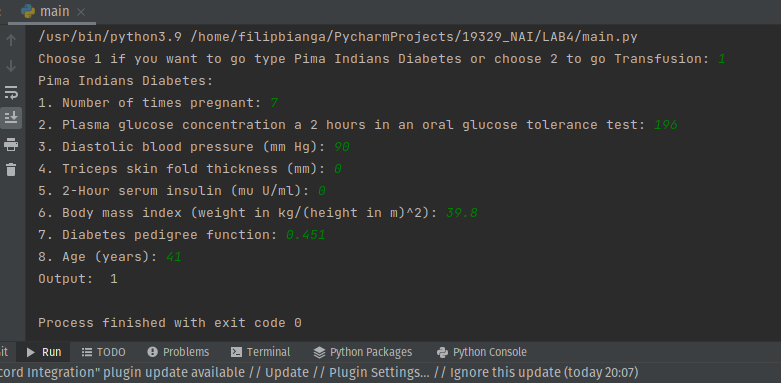 main
/usr/bin/python3.9 /home/filipbianga/PycharmProjects/19329_NAI/LAB4/main.py
Choose 1 if you want to go type Pima Indians Diabetes or choose 2 to go Transfusion: 1
Pima Indians Diabetes:
1. Number of times pregnant: 7
2. Plasma glucose concentration a 2 hours in an oral glucose tolerance test: 196
3. Diastolic blood pressure (mm Hg): 90
4. Triceps skin fold thickness (mm): 0
5. 2-Hour serum insulin (mu U/ml): 0
6. Body mass index (weight in kg/(height in m)^2): 39.8
7. Diabetes pedigree function: 0.451
8. Age (years): 41
Output:  1
Process finished with exit code 0
it Run TODO Problems Terminal Python Packages Python Console
cord Integration" plugin update available // Update // Plugin Settings... // Ignore this update (today 20:07)